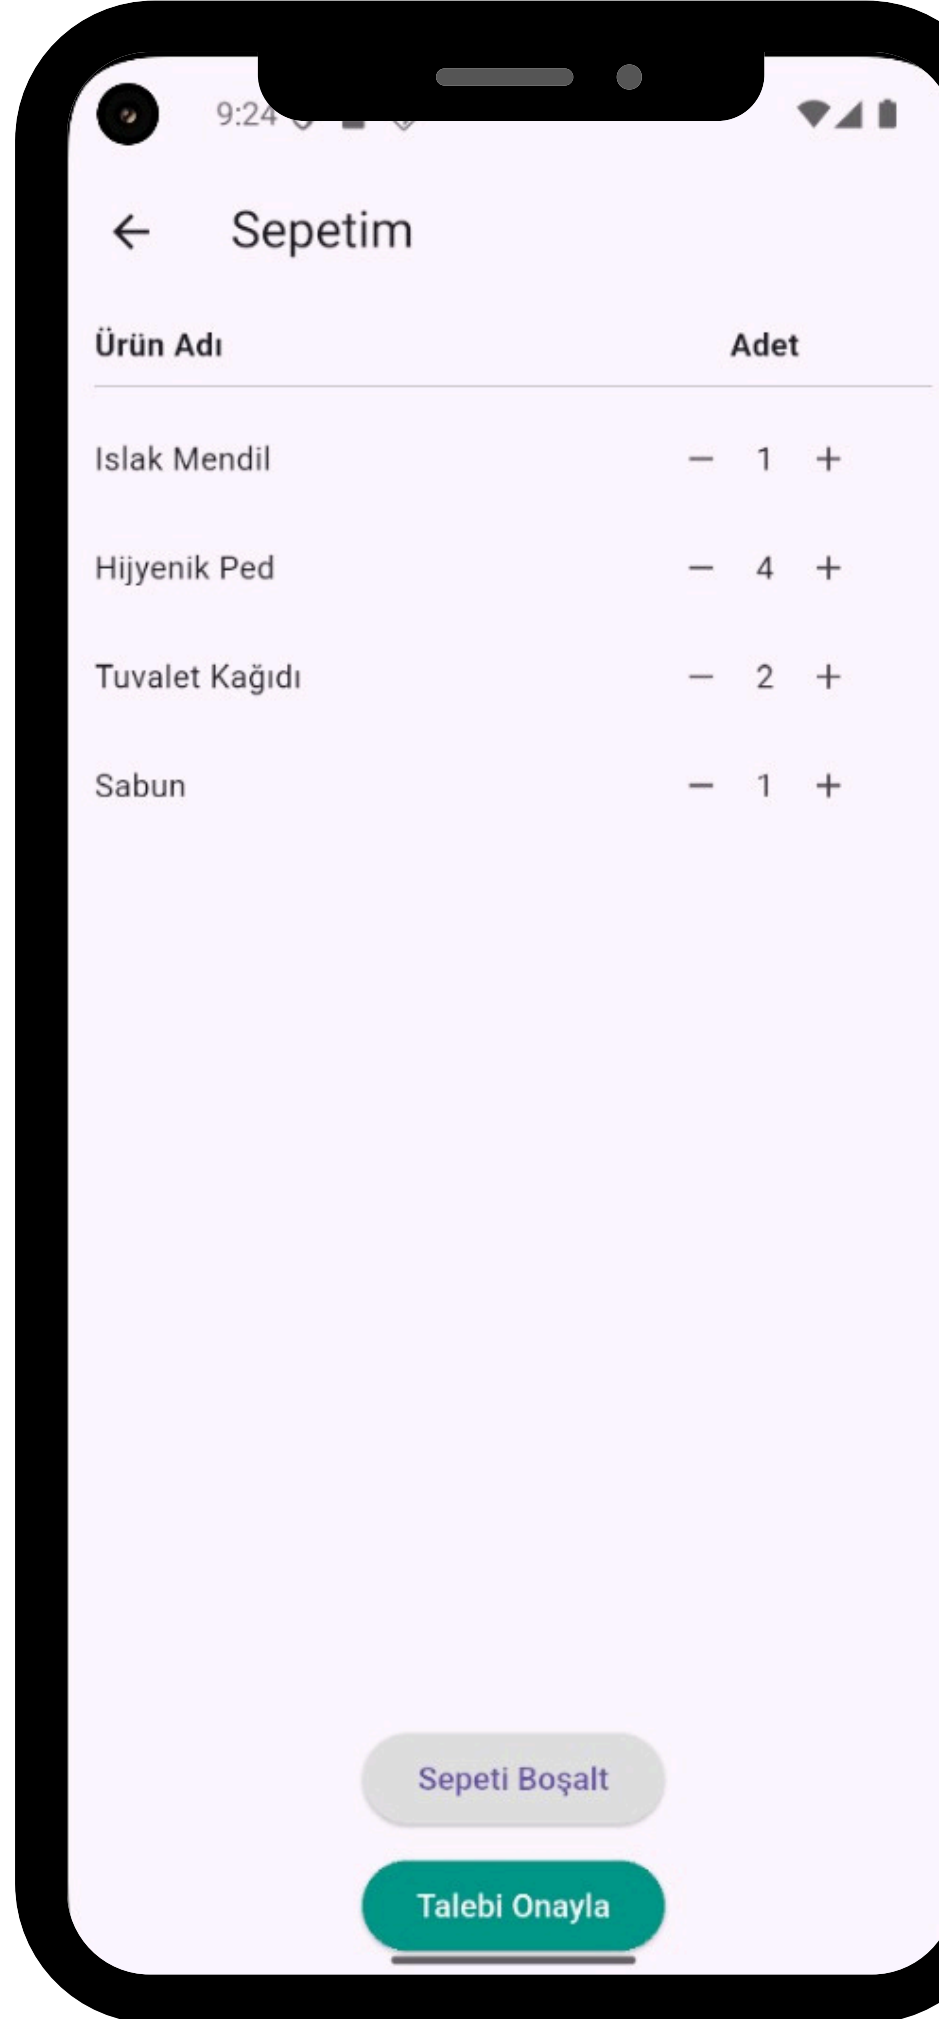 9:24
Sepetim
Ürün Adı Adet
Islak Mendil − 1 +
Hijyenik Ped − 4 +
Tuvalet Kağıdı − 2 +
Sabun − 1 +
Sepeti Boşalt
Talebi Onayla